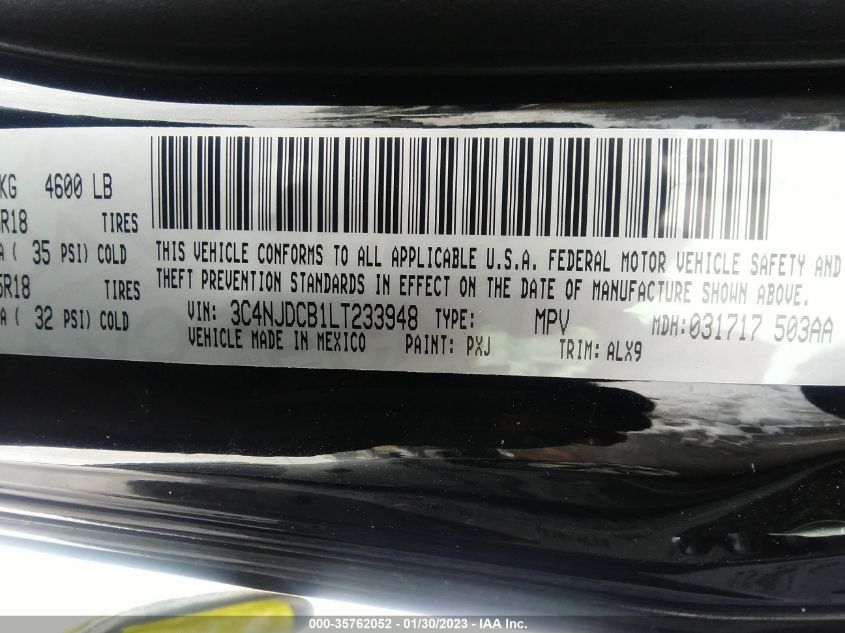 KG 4600 LB
R18 TIRES
A ( 35 PSI) COLD
5R18 TIRES
A ( 32 PSI) COLD
THIS VEHICLE CONFORMS TO ALL APPLICABLE U.S.A. FEDERAL MOTOR VEHICLE SAFETY AND
THEFT PREVENTION STANDARDS IN EFFECT ON THE DATE OF MANUFACTURE SHOWN ABOVE.
VIN: 3C4NJDCB1LT233948 TYPE: MPV MDH: 031717 503AA
VEHICLE MADE IN MEXICO PAINT: PXJ TRIM: ALX9
000-35762052 - 01/30/2023 - IAA Inc.